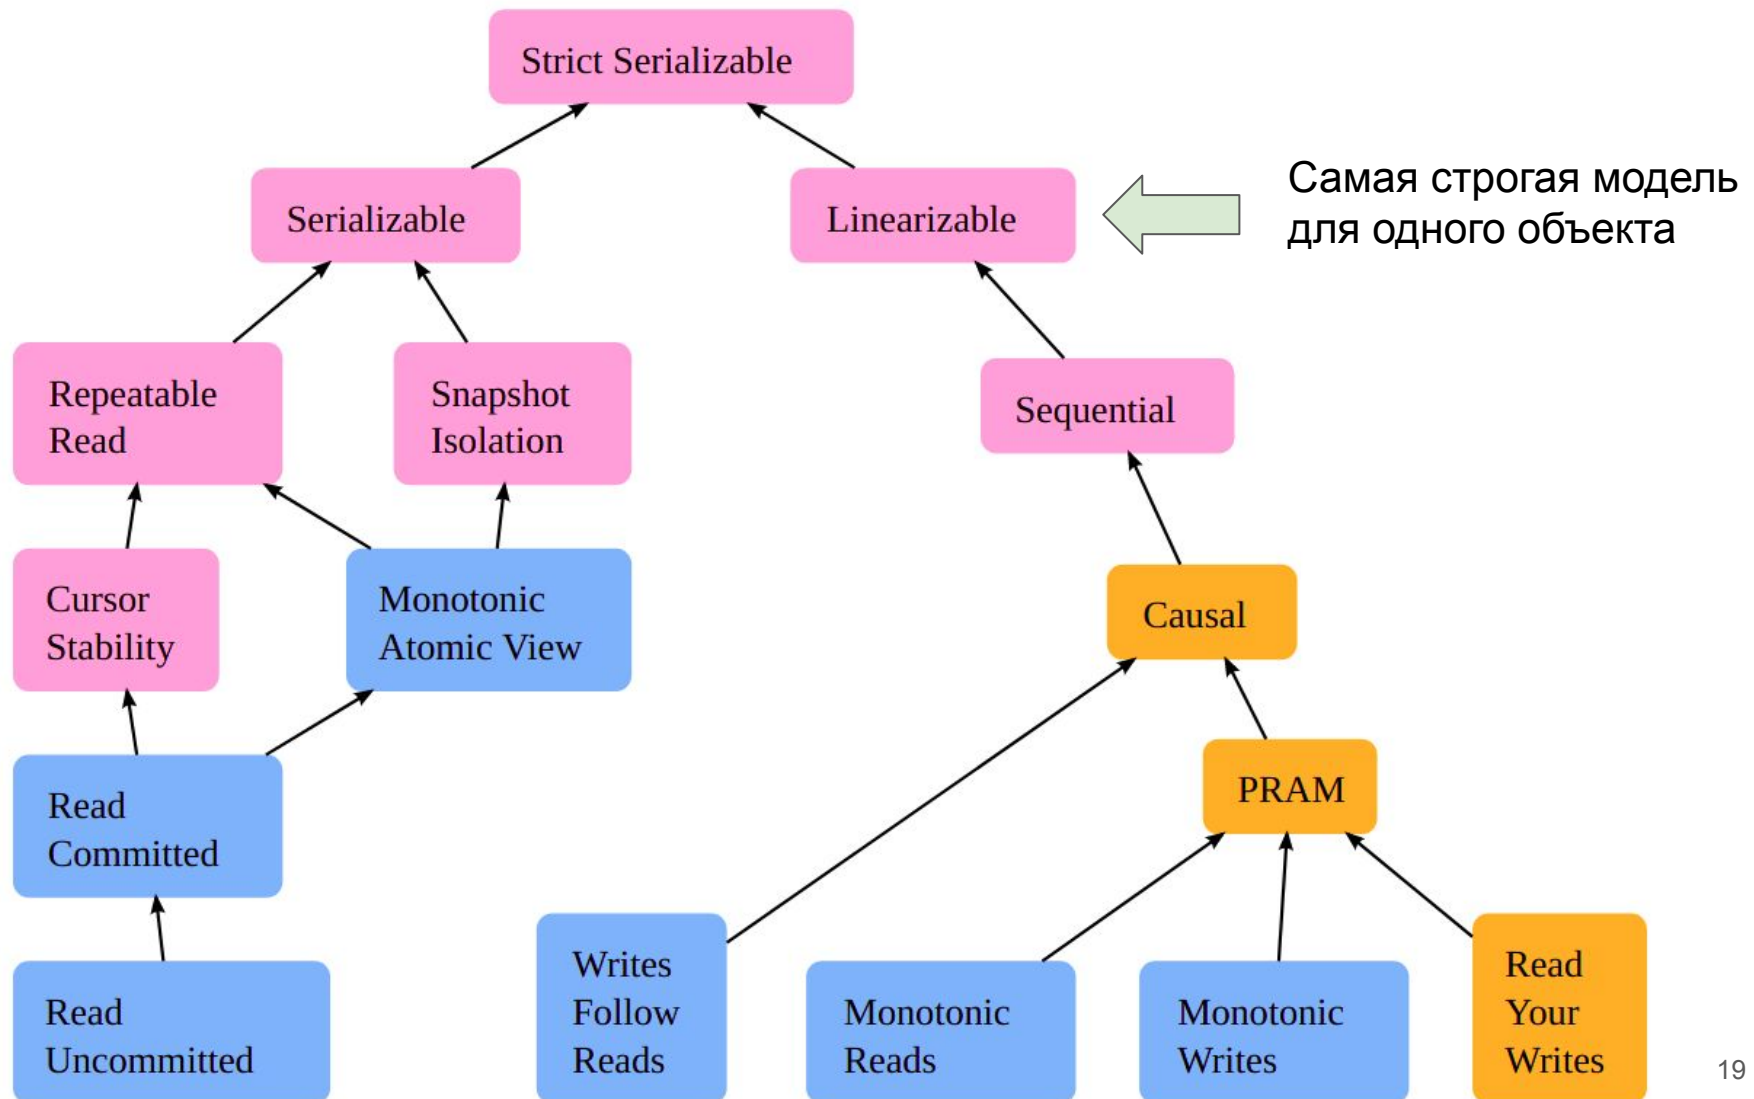 Strict Serializable
Serializable
Linearizable
Самая строгая модель
для одного объекта
Repeatable
Read
Snapshot
Isolation
Sequential
Cursor
Stability
Monotonic
Atomic View
Causal
Read
Committed
PRAM
Read
Uncommitted
Writes
Follow
Reads
Monotonic
Reads
Monotonic
Writes
Read
Your
Writes
19